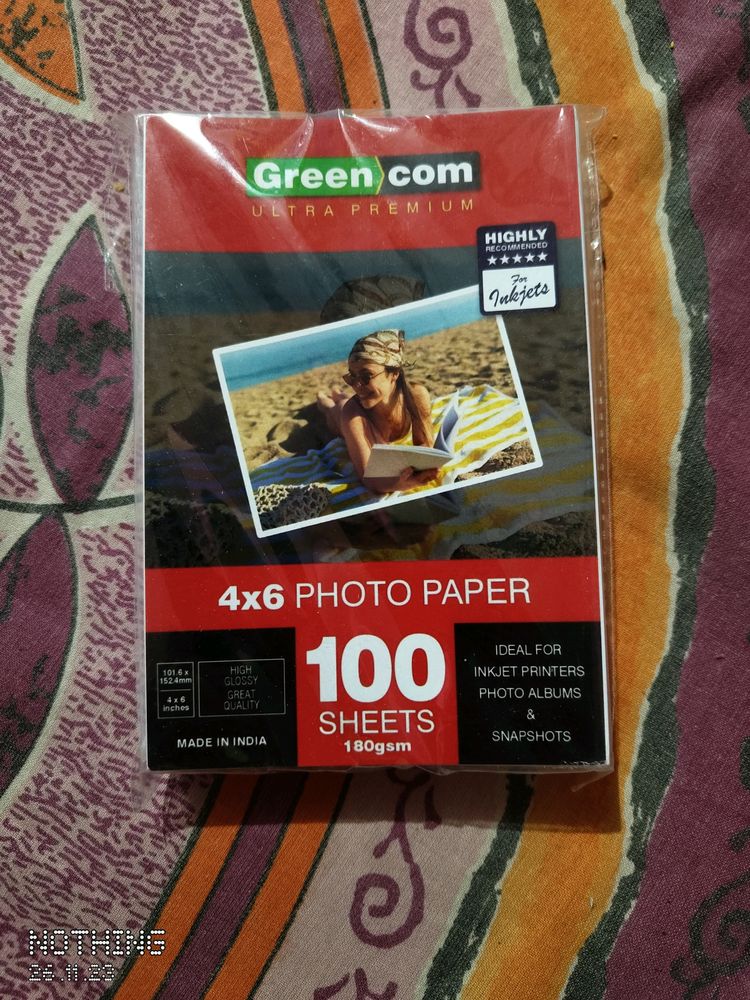 Green com
ULTRA PREMIUM
HIGHLY
RECOMMENDED
★★★★★
For
Inkjets
4x6 PHOTO PAPER
101.6 x
152.4mm
4 x 6
inches
HIGH
GLOSSY
GREAT
QUALITY
MADE IN INDIA
100
SHEETS
180gsm
IDEAL FOR
INKJET PRINTERS
PHOTO ALBUMS
&
SNAPSHOTS
NOTHING
26.11.23